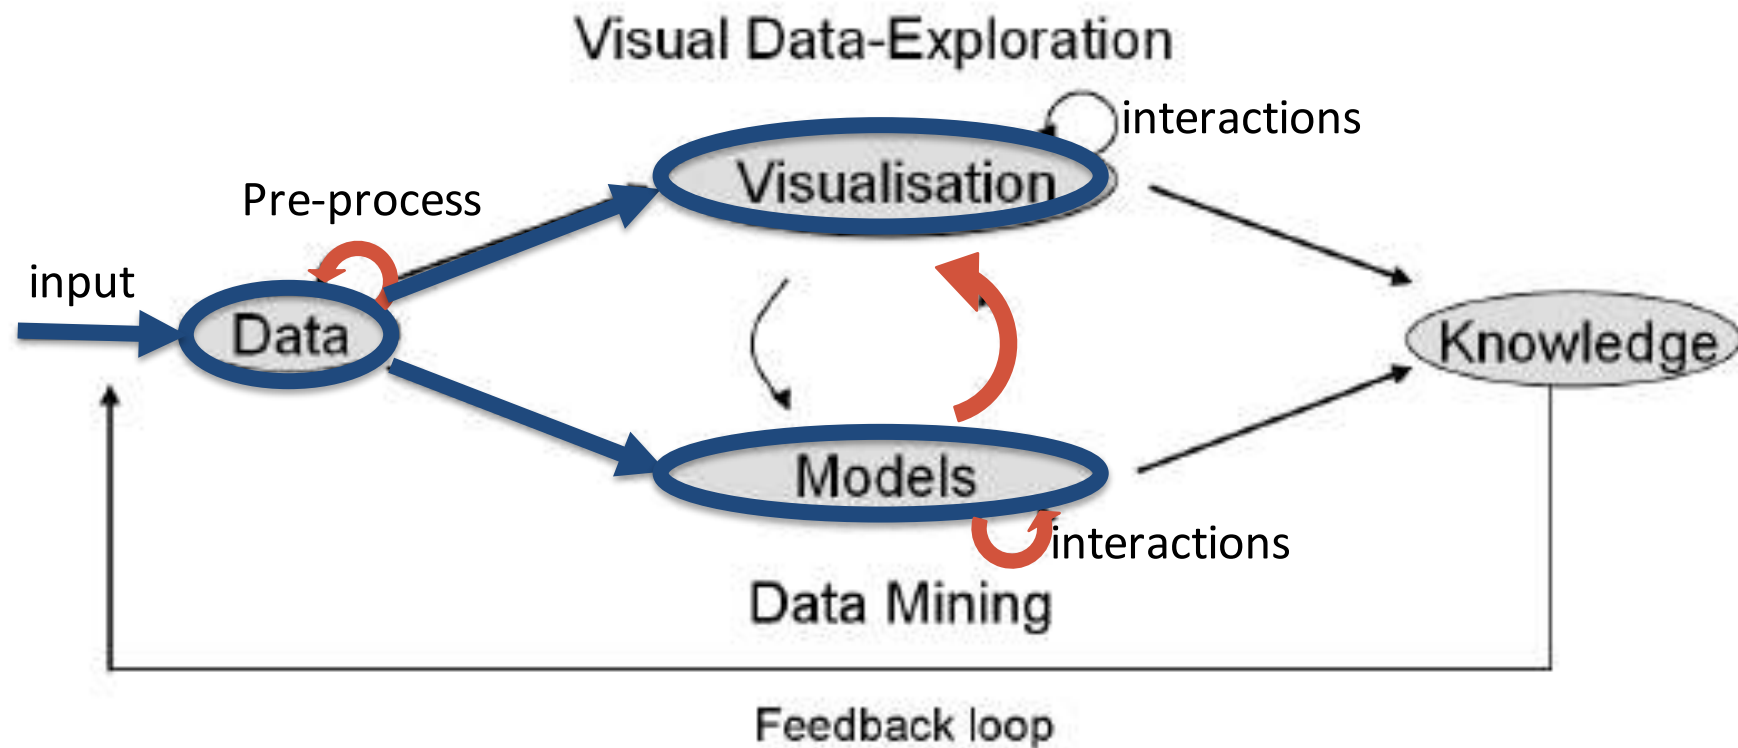 Visual Data-Exploration
interactions
Visualisation
Pre-process
input
Data
Knowledge
Models
interactions
Data Mining
Feedback loop